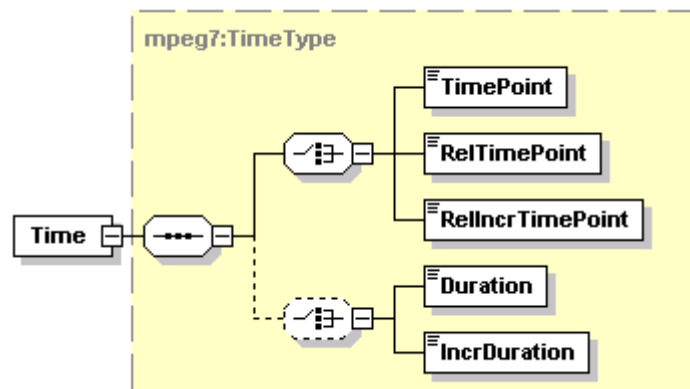 mpeg7:TimeType
TimePoint
RelTimePoint
RelIncrTimePoint
Time
Duration
IncrDuration